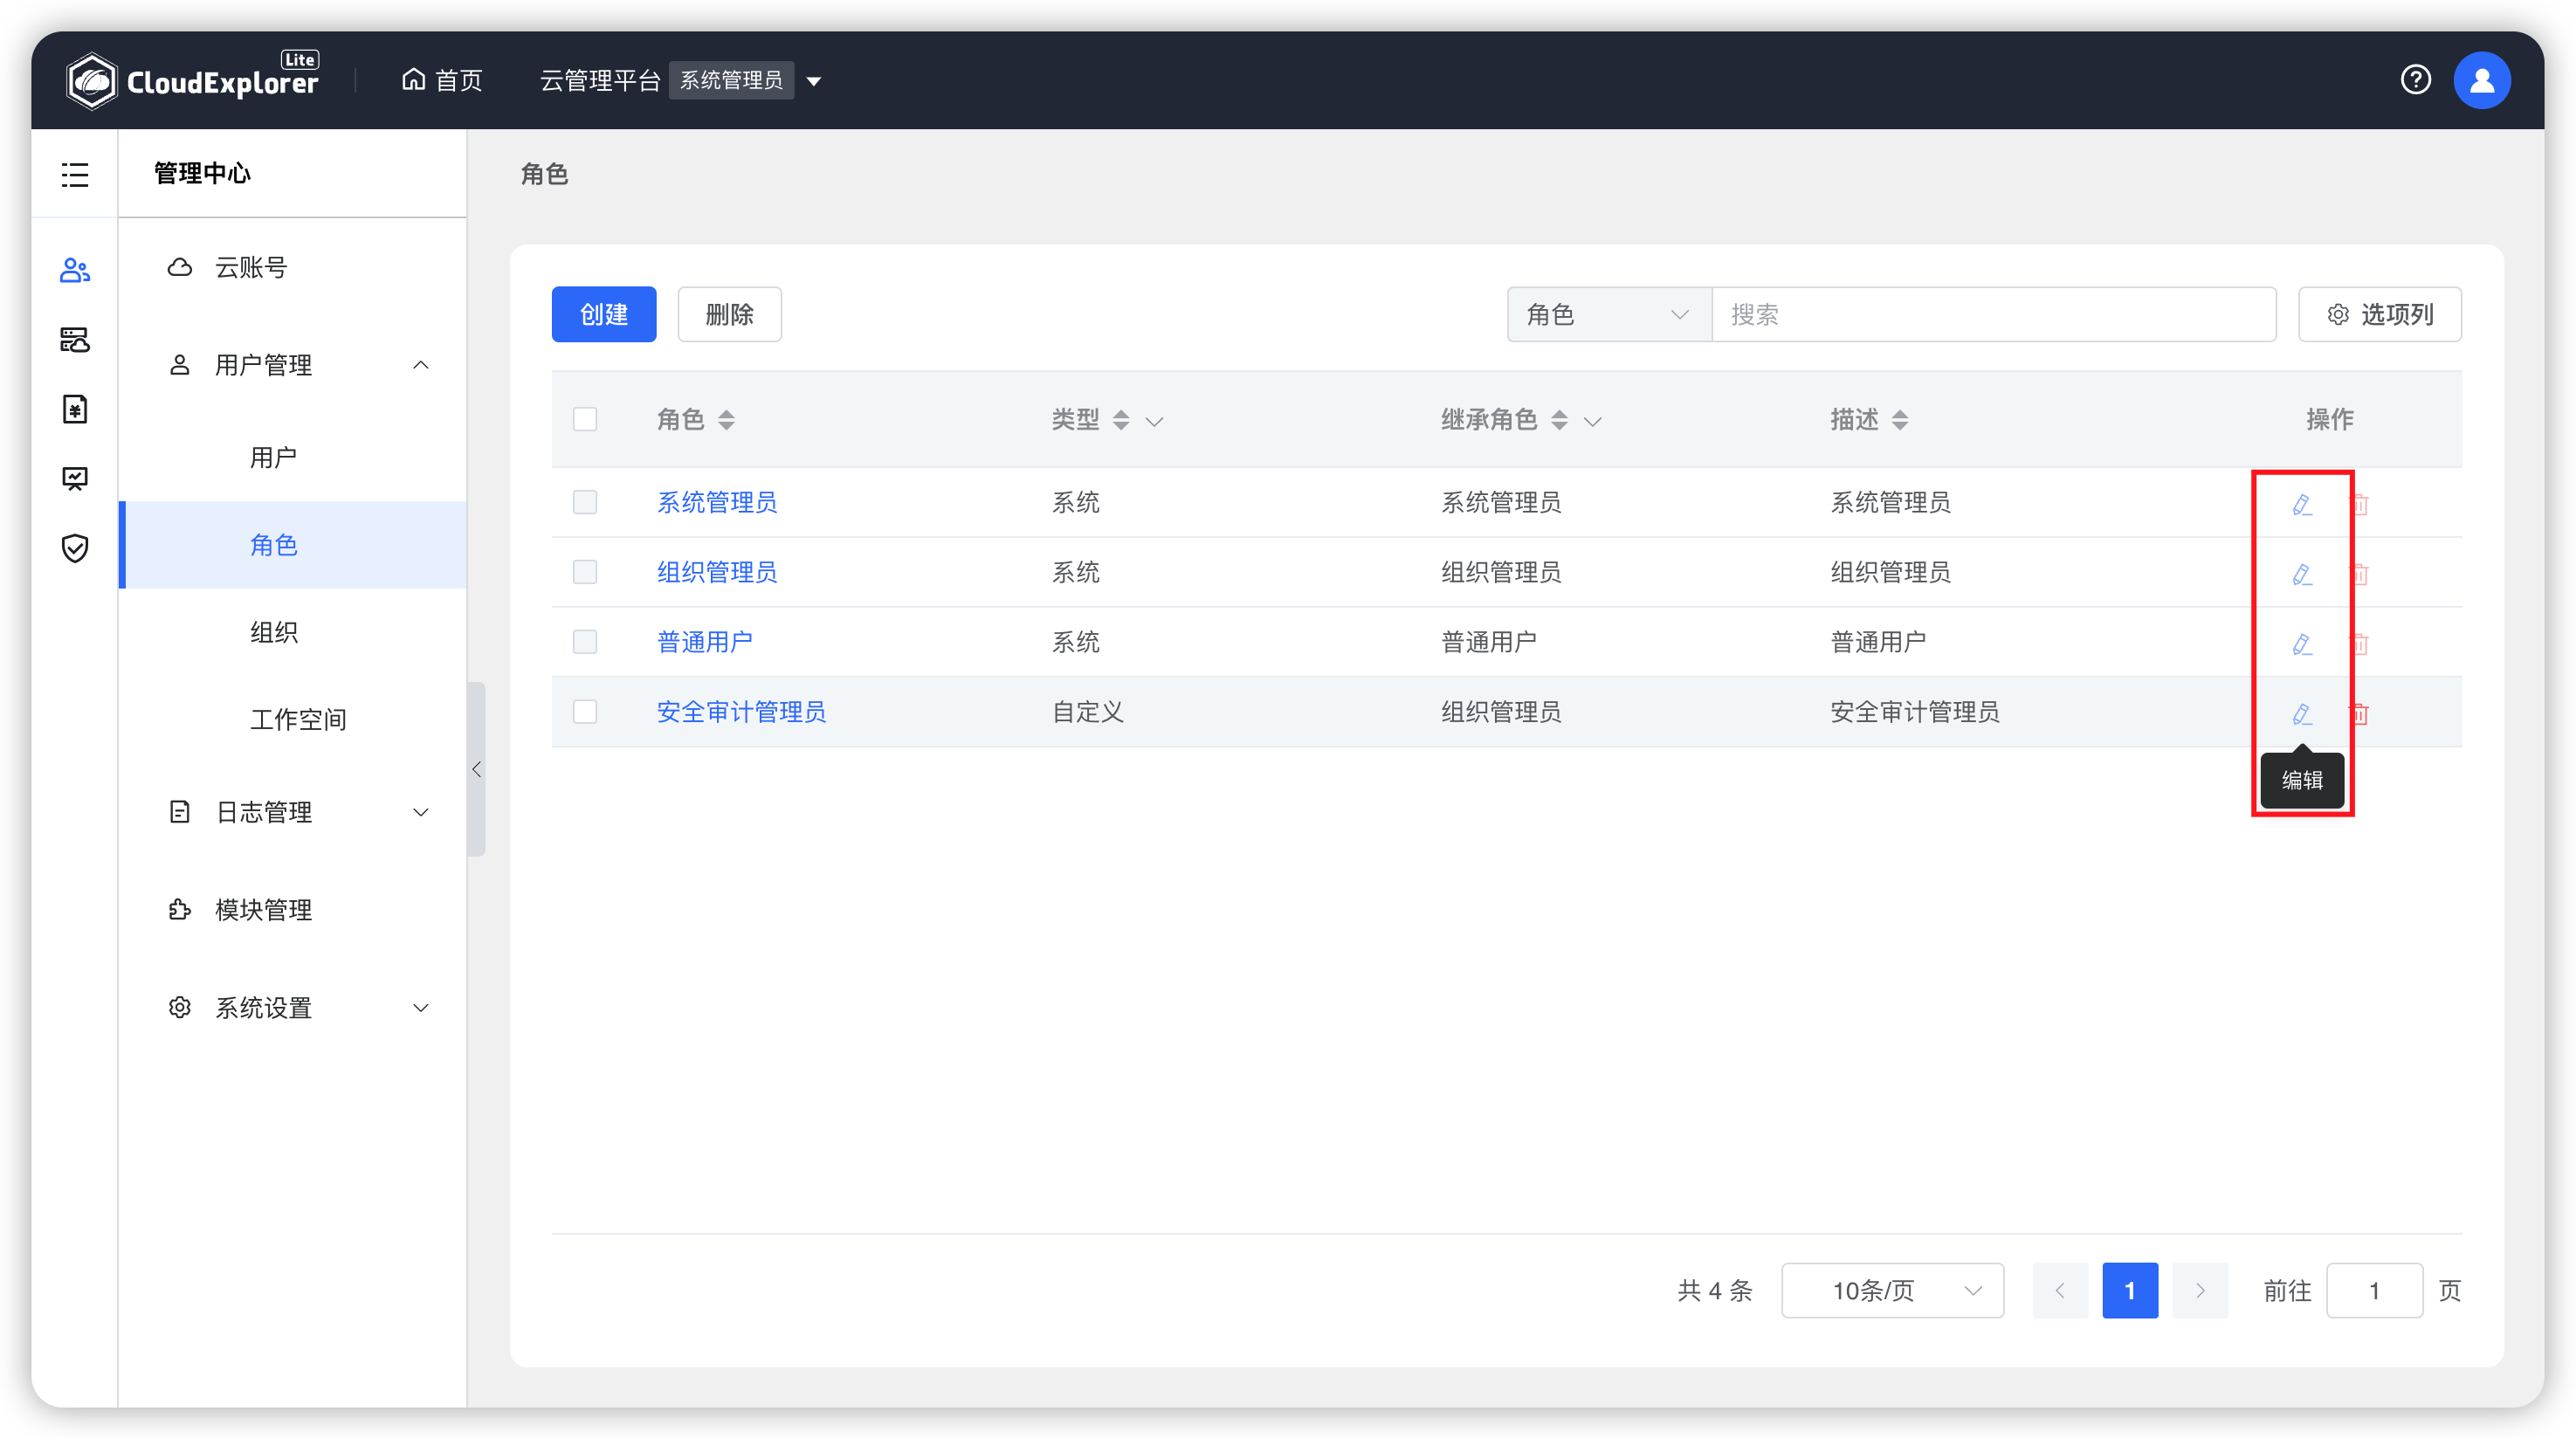 CloudExplorer Lite
首页
云管理平台 系统管理员
管理中心
云账号
用户管理
用户
角色
组织
工作空间
日志管理
模块管理
系统设置
角色
创建 删除 角色 搜索 选项列
角色 类型 继承角色 描述 操作
系统管理员 系统 系统管理员 系统管理员
组织管理员 系统 组织管理员 组织管理员
普通用户 系统 普通用户 普通用户
安全审计管理员 自定义 组织管理员 安全审计管理员
编辑
共 4 条 10条/页 1 前往 1 页